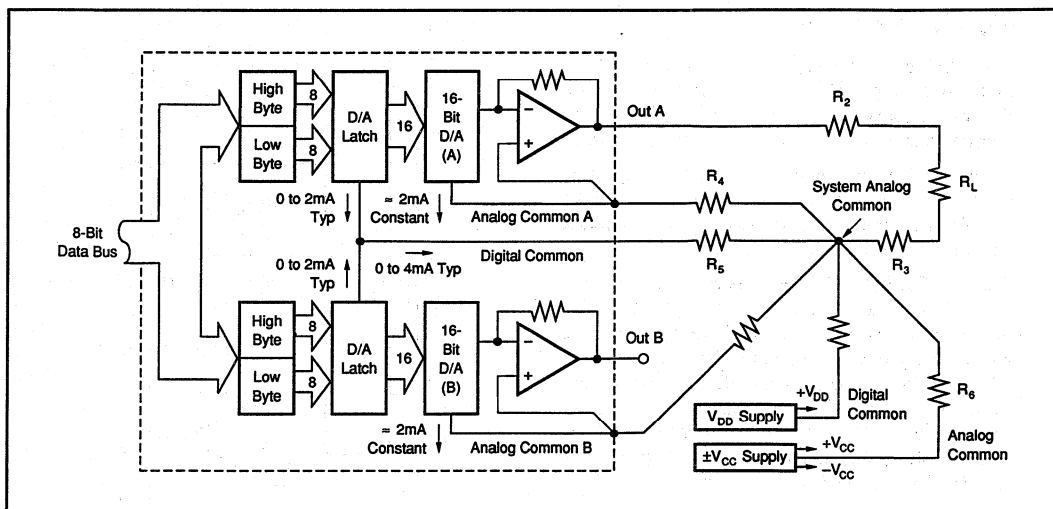 High
Byte
8
D/A
Latch
16
16-
Bit
D/A
(A)
−
+
Out A
R2
Low
Byte
8
RL
0 to 2mA
Typ
≈ 2mA
Constant
Analog Common A
R4
System Analog
Common
8-Bit
Data Bus
0 to 2mA
Typ
0 to 4mA Typ
Digital Common
R5
R3
High
Byte
8
D/A
Latch
16
16-
Bit
D/A
(B)
−
+
Out B
Low
Byte
8
R6
+VDD
VDD Supply
Digital
Common
≈ 2mA
Constant
Analog Common B
+VCC
±VCC Supply
−VCC
Analog
Common